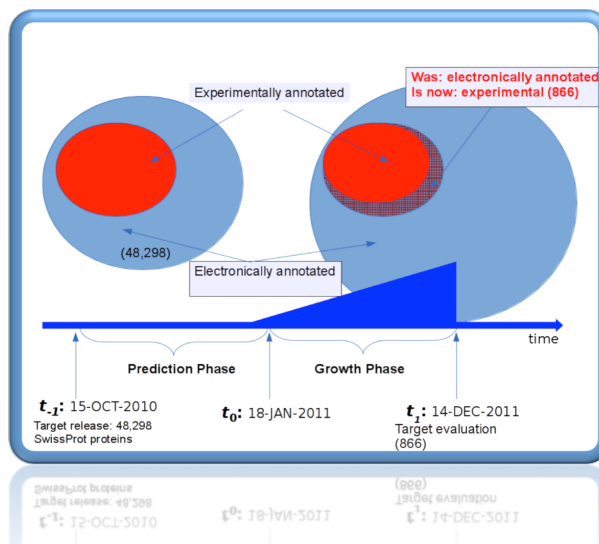 Was: electronically annotated
Is now: experimental (866)
Experimentally annotated
(48,298)
Electronically annotated
time
Prediction Phase
Growth Phase
t-1: 15-OCT-2010
Target release: 48,298
SwissProt proteins
t0: 18-JAN-2011
t1: 14-DEC-2011
Target evaluation
(866)